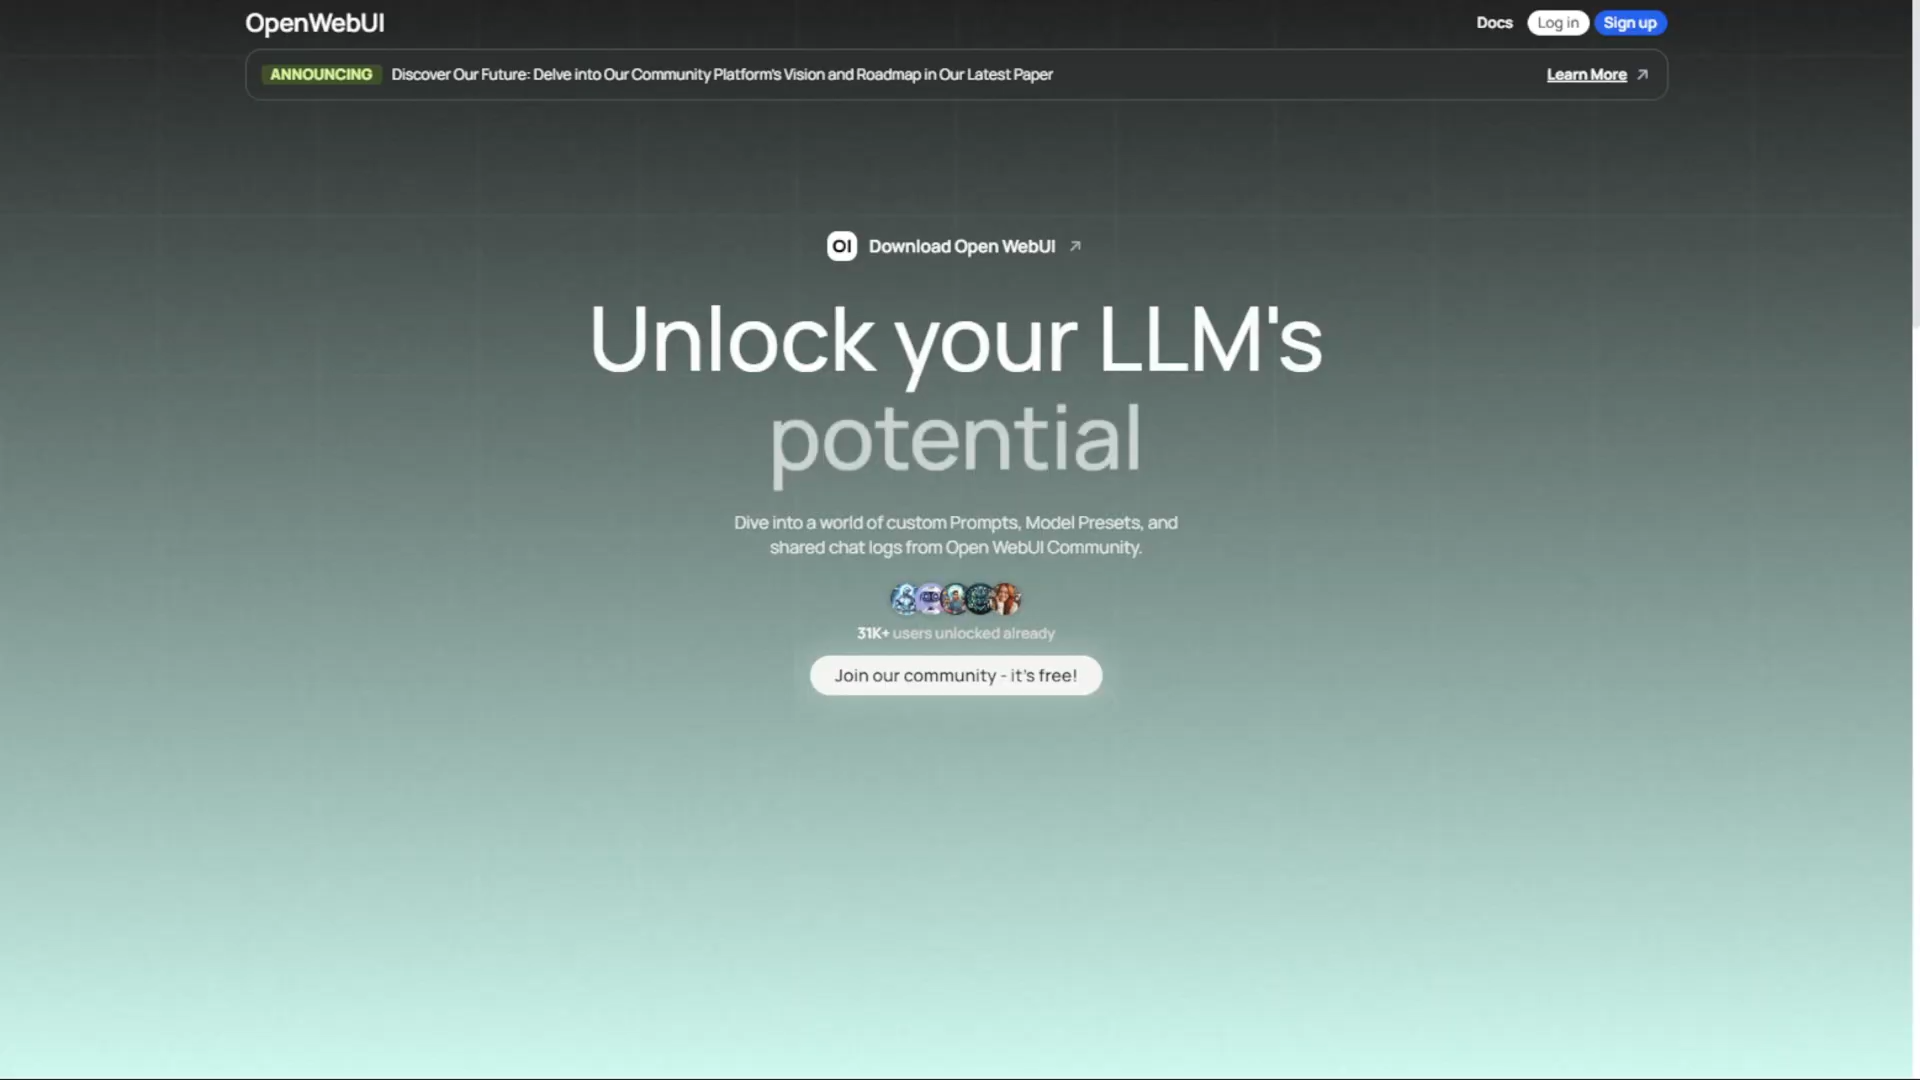 OpenWebUI
Docs
Log in
Sign up
ANNOUNCING Discover Our Future: Delve into Our Community Platform's Vision and Roadmap in Our Latest Paper
Learn More
OI Download Open WebUI
Unlock your LLM's
potential
Dive into a world of custom Prompts, Model Presets, and
shared chat logs from Open WebUI Community.
31K+ users unlocked already
Join our community - it's free!